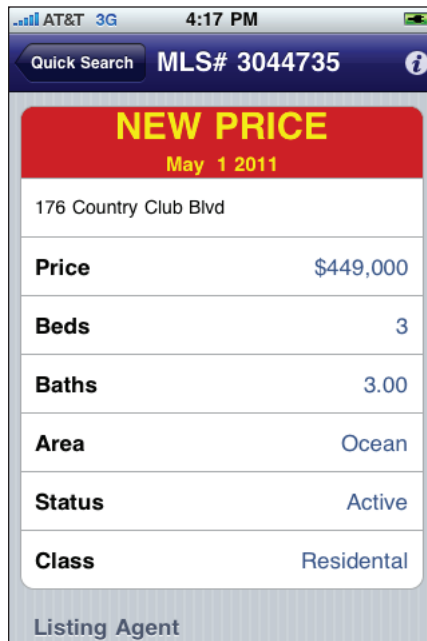 AT&T 3G 4:17 PM
Quick Search MLS# 3044735 i
NEW PRICE
May 1 2011
176 Country Club Blvd
Price $449,000
Beds 3
Baths 3.00
Area Ocean
Status Active
Class Residental
Listing Agent